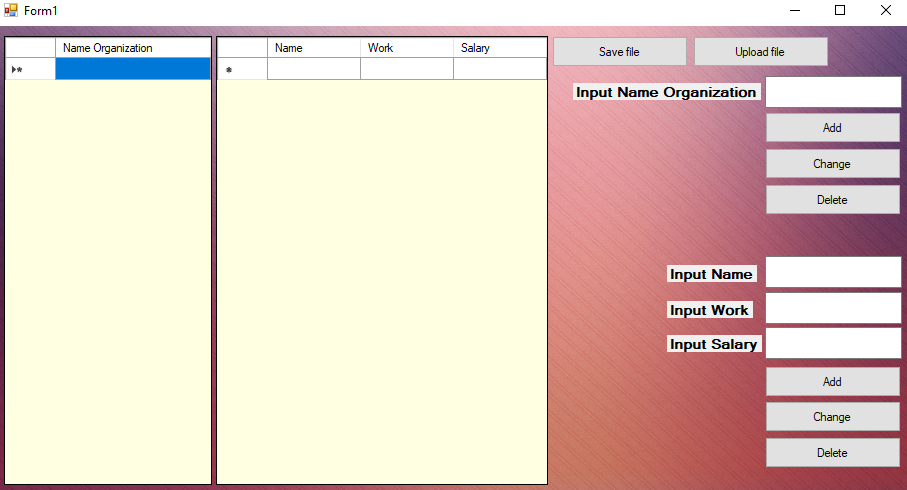 Form1
Name Organization
Name Work Salary
Save file Upload file
Input Name Organization
Add
Change
Delete
Input Name
Input Work
Input Salary
Add
Change
Delete